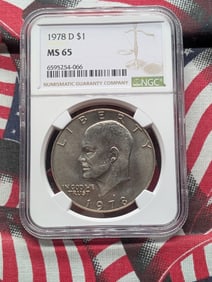 1978 D $1
MS 65
6595254-066
NUMISMATIC GUARANTY COMPANY
NGC
LIBERTY
IN GOD WE
TRUST
1978